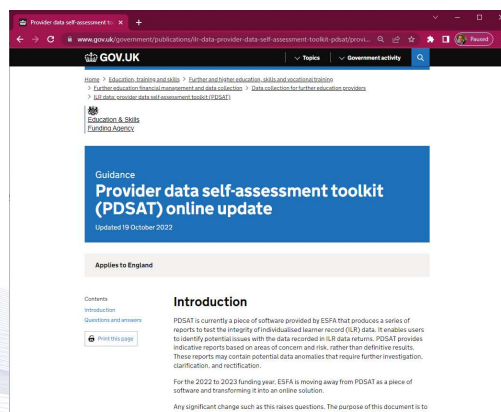 Provider data self-assessment to
www.gov.uk/government/publications/ilr-data-provider-data-self-assessment-toolkit-pdsat/provi...
Paused
GOV.UK
Topics
Government activity
Home > Education, training and skills > Further and higher education, skills and vocational training
> Further education financial management and data collection > Data collection for further education providers
> ILR data: provider data self-assessment toolkit (PDSAT)
Education & Skills
Funding Agency
Guidance
Provider data self-assessment toolkit
(PDSAT) online update
Updated 19 October 2022
Applies to England
Contents
Introduction
Questions and answers
Print this page
Introduction
PDSAT is currently a piece of software provided by ESFA that produces a series of
reports to test the integrity of individualised learner record (ILR) data. It enables users
to identify potential issues with the data recorded in ILR data returns. PDSAT provides
indicative reports based on areas of concern and risk, rather than definitive results.
These reports may contain potential data anomalies that require further investigation,
clarification, and rectification.
For the 2022 to 2023 funding year, ESFA is moving away from PDSAT as a piece of
software and transforming it into an online solution.
Any significant change such as this raises questions. The purpose of this document is to